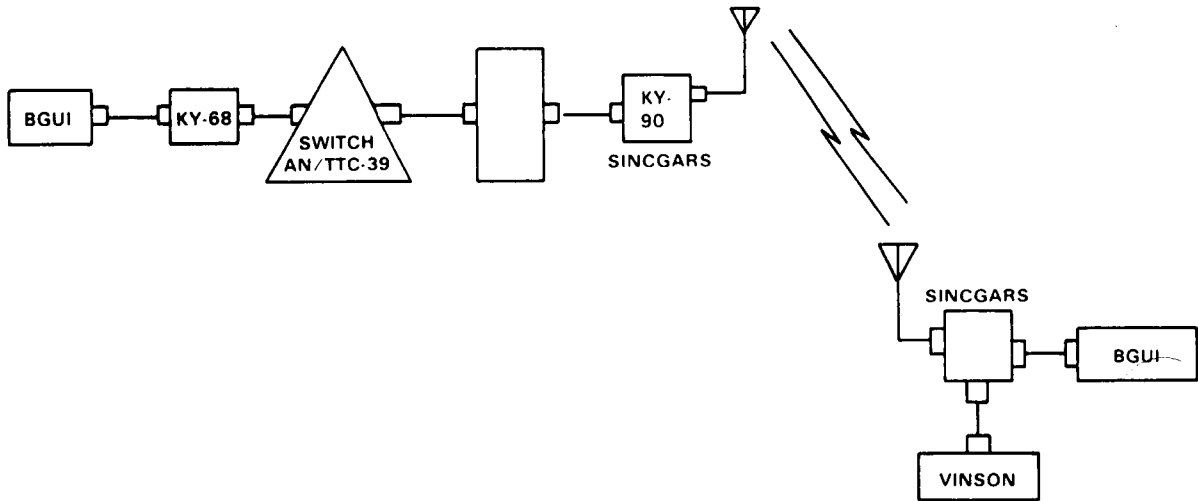 BGUI
KY-68
SWITCH
AN/TTC-39
KY-
90
SINCGARS
SINCGARS
BGUI
VINSON